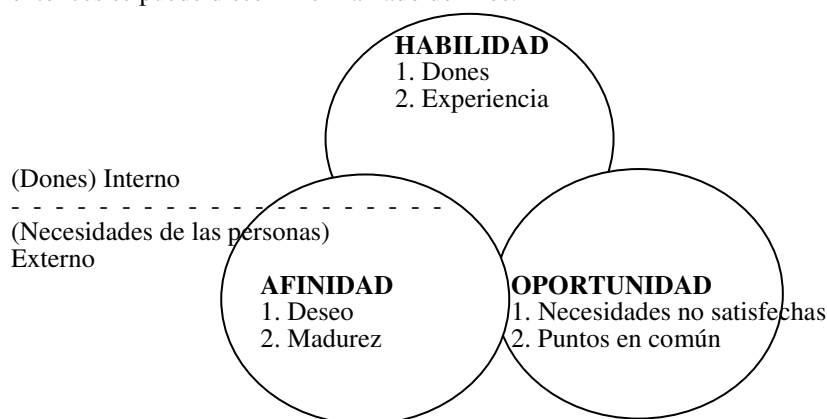 HABILIDAD
1. Dones
2. Experiencia
(Dones) Interno
(Necesidades de las personas)
Externo
AFINIDAD
1. Deseo
2. Madurez
OPORTUNIDAD
1. Necesidades no satisfechas
2. Puntos en común